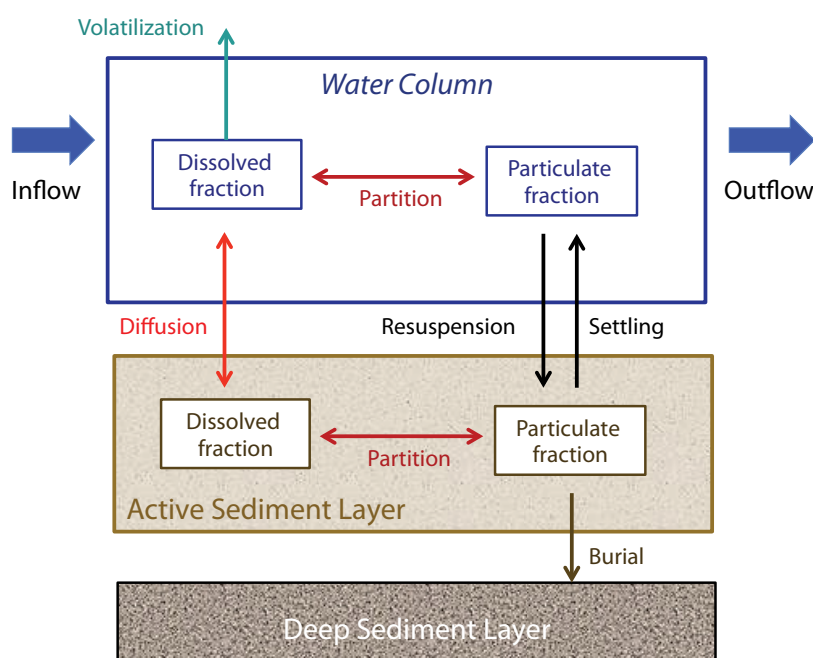 Volatilization
Water Column
Inflow
Dissolved
fraction
Partition
Particulate
fraction
Outflow
Diffusion
Resuspension
Settling
Dissolved
fraction
Partition
Particulate
fraction
Active Sediment Layer
Burial
Deep Sediment Layer